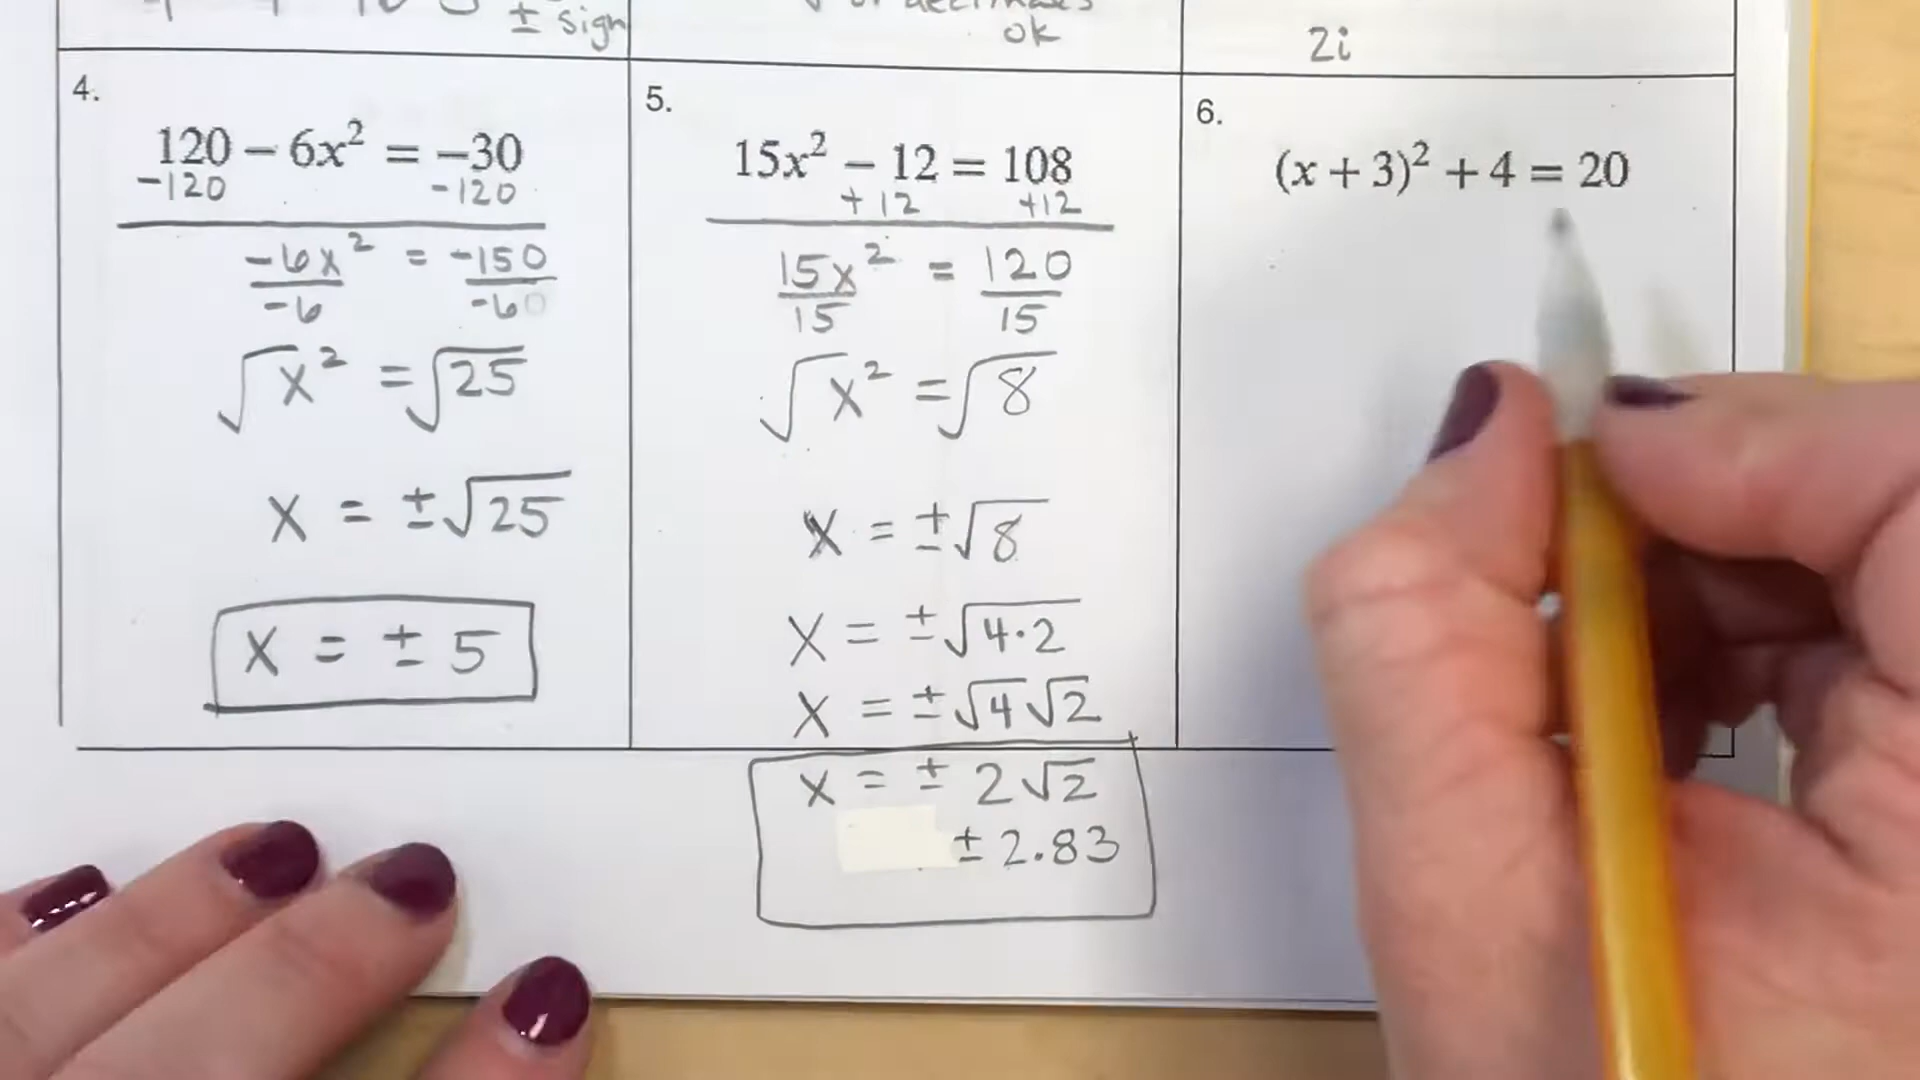 ± sign
ok
2i
4.
120 − 6x² = −30
-120 -120
-6x² = -150
-6 -60
√x² = √25
x = ±√25
x = ± 5
5.
15x² − 12 = 108
+12 +12
15x² = 120
15 15
√x² = √8
x = ±√8
x = ±√4·2
x = ±√4√2
x = ± 2√2
± 2.83
6.
(x + 3)² + 4 = 20